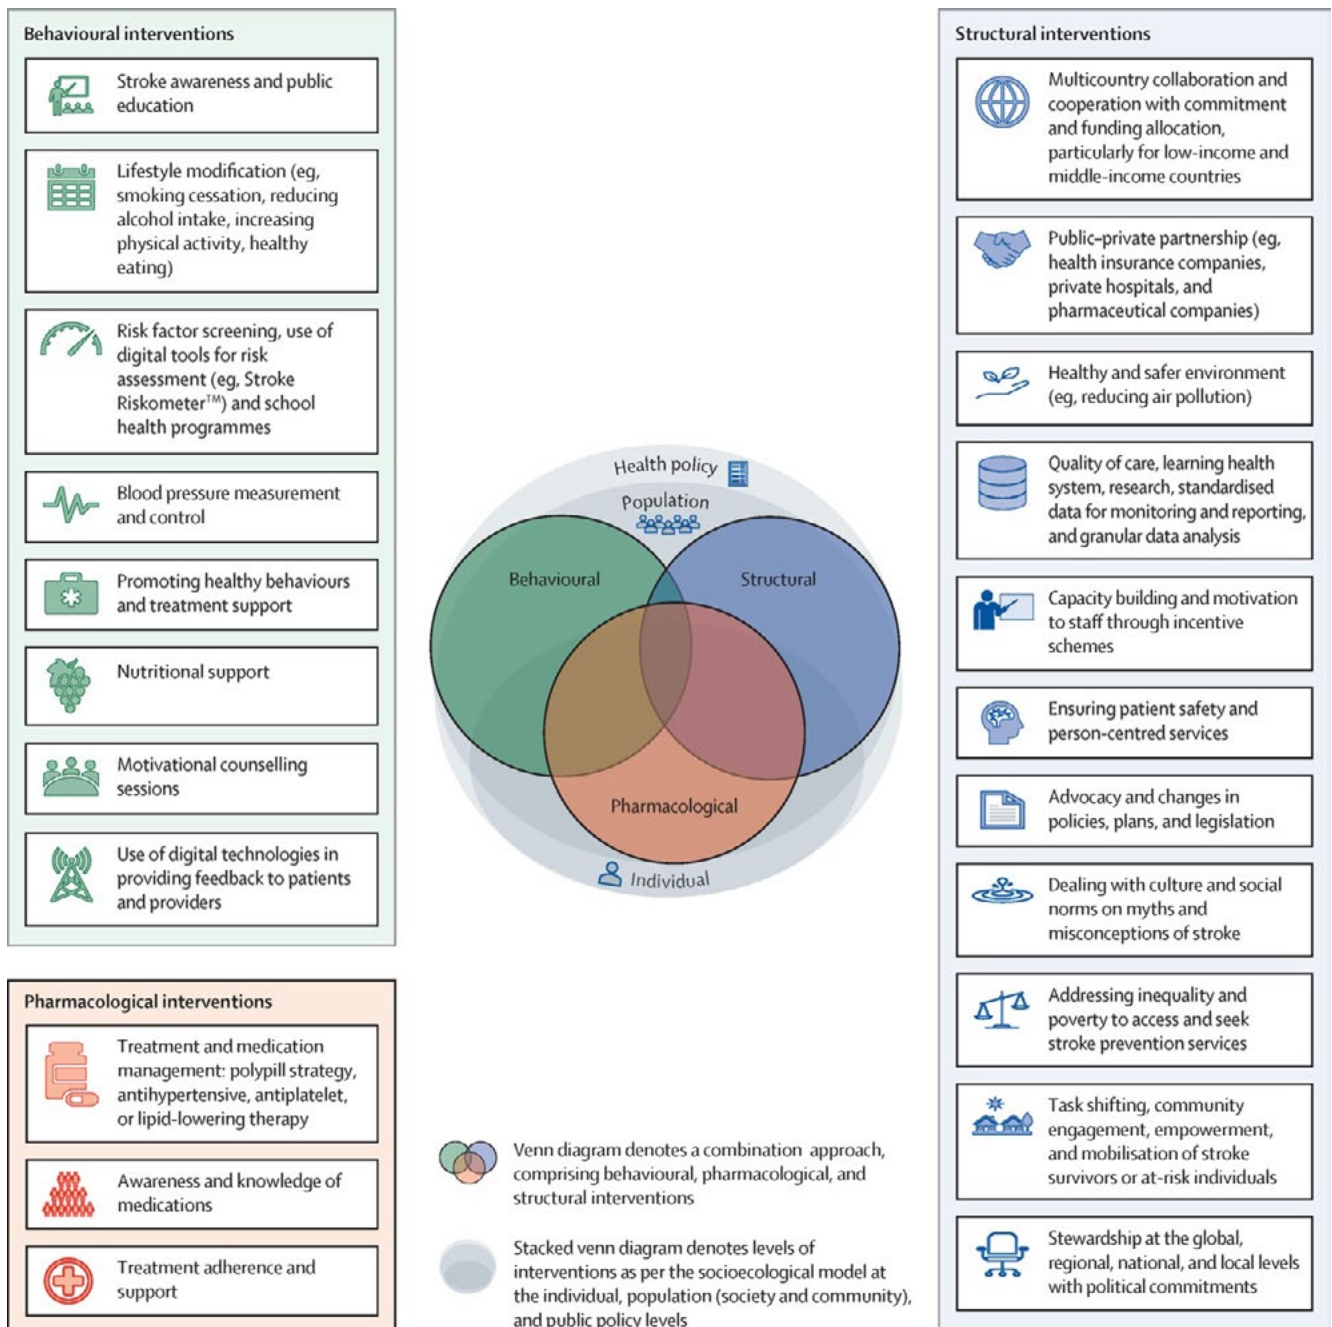 Behavioural interventions
Stroke awareness and public
education
Lifestyle modification (eg,
smoking cessation, reducing
alcohol intake, increasing
physical activity, healthy
eating)
Risk factor screening, use of
digital tools for risk
assessment (eg, Stroke
Riskometer™) and school
health programmes
Blood pressure measurement
and control
Promoting healthy behaviours
and treatment support
Nutritional support
Motivational counselling
sessions
Use of digital technologies in
providing feedback to patients
and providers
Pharmacological interventions
Treatment and medication
management: polypill strategy,
antihypertensive, antiplatelet,
or lipid-lowering therapy
Awareness and knowledge of
medications
Treatment adherence and
support
Health policy
Population
Behavioural
Structural
Pharmacological
Individual
Venn diagram denotes a combination approach,
comprising behavioural, pharmacological, and
structural interventions
Stacked venn diagram denotes levels of
interventions as per the socioecological model at
the individual, population (society and community),
and public policy levels
Structural interventions
Multicountry collaboration and
cooperation with commitment
and funding allocation,
particularly for low-income and
middle-income countries
Public–private partnership (eg,
health insurance companies,
private hospitals, and
pharmaceutical companies)
Healthy and safer environment
(eg, reducing air pollution)
Quality of care, learning health
system, research, standardised
data for monitoring and reporting,
and granular data analysis
Capacity building and motivation
to staff through incentive
schemes
Ensuring patient safety and
person-centred services
Advocacy and changes in
policies, plans, and legislation
Dealing with culture and social
norms on myths and
misconceptions of stroke
Addressing inequality and
poverty to access and seek
stroke prevention services
Task shifting, community
engagement, empowerment,
and mobilisation of stroke
survivors or at-risk individuals
Stewardship at the global,
regional, national, and local levels
with political commitments